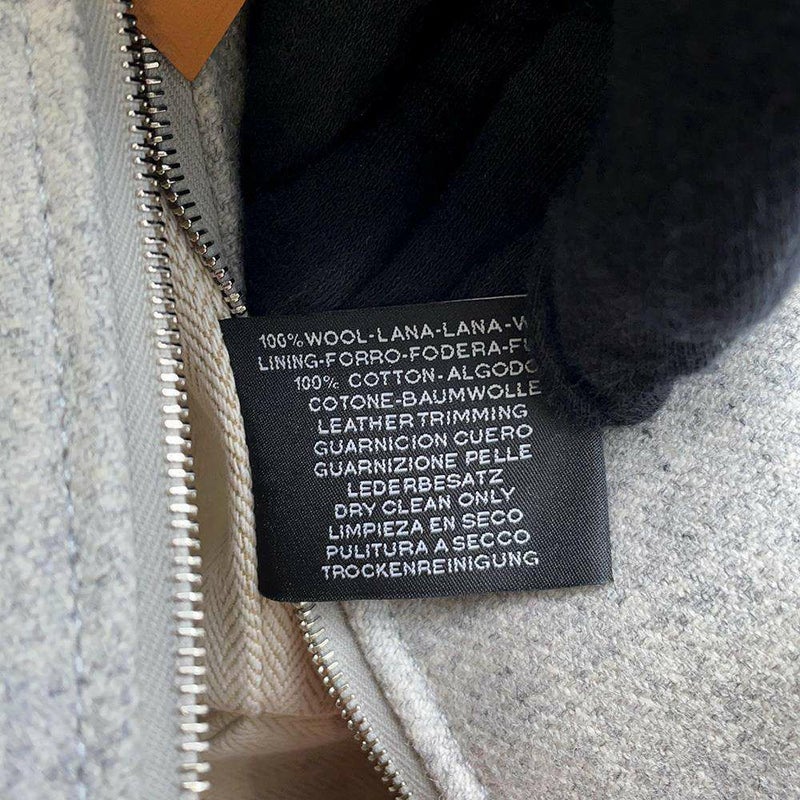 100% WOOL-LANA-LANA-
LINING-FORRO-FODERA-
100% COTTON-ALGODO
COTONE-BAUMWOLLE
LEATHER TRIMMING
GUARNICION CUERO
GUARNIZIONE PELLE
LEDERBESATZ
DRY CLEAN ONLY
LIMPIEZA EN SECO
PULITURA A SECCO
TROCKENREINIGUNG